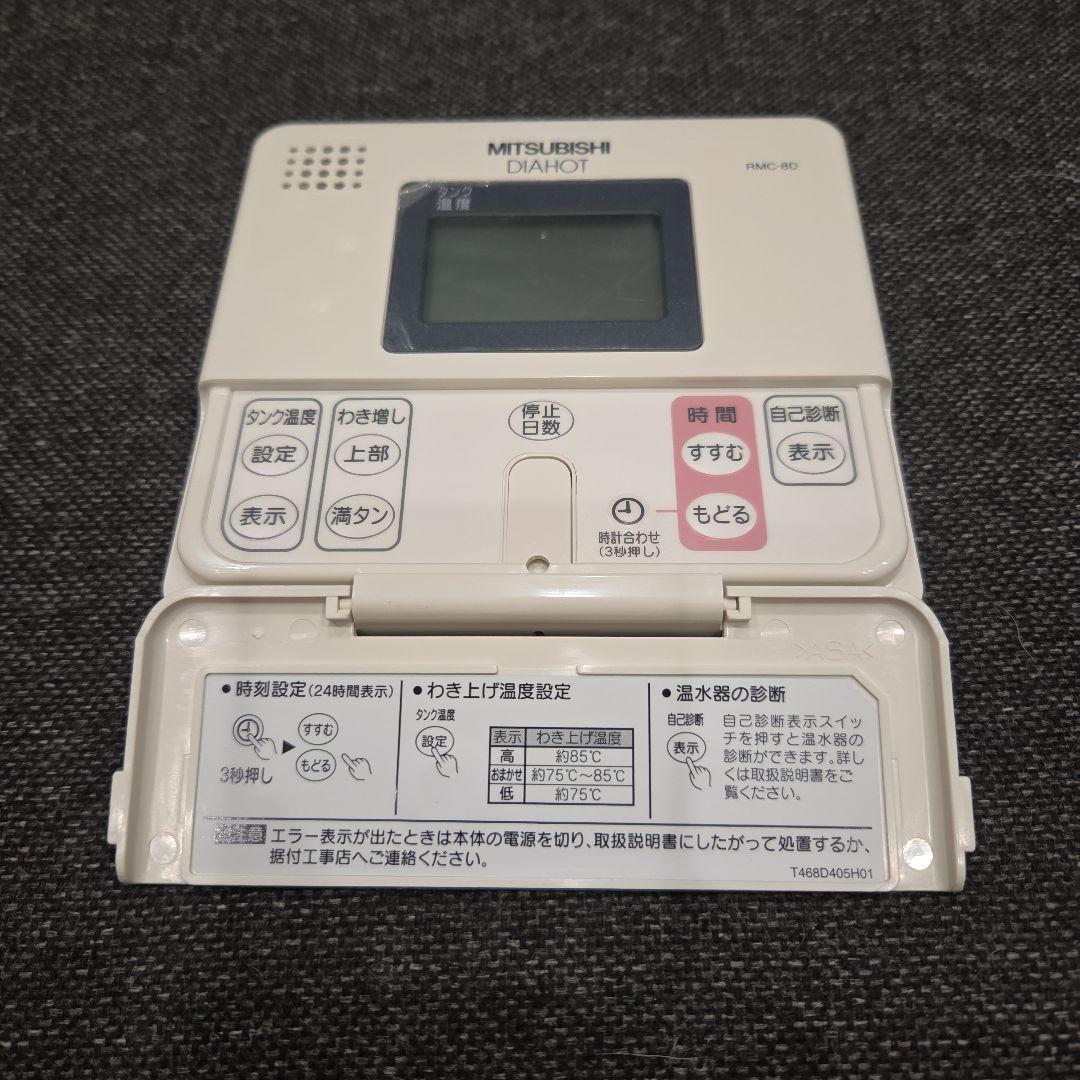 MITSUBISHI
DIAHOT
RMC-8D
タンク
温度
タンク温度
設定
表示
わき増し
上部
満タン
停止
日数
時間
すすむ
もどる
時計合わせ
(3秒押し)
自己診断
表示
>ASA<
●時刻設定(24時間表示)
すすむ
もどる
3秒押し
●わき上げ温度設定
タンク温度
設定
表示 わき上げ温度
高 約85℃
おまかせ 約75℃~85℃
低 約75℃
●温水器の診断
自己診断
表示
自己診断表示スイッ
チを押すと温水器の
診断ができます。詳し
くは取扱説明書をご
覧ください。
エラー表示が出たときは本体の電源を切り、取扱説明書にしたがって処置するか、
据付工事店へご連絡ください。
T468D405H01